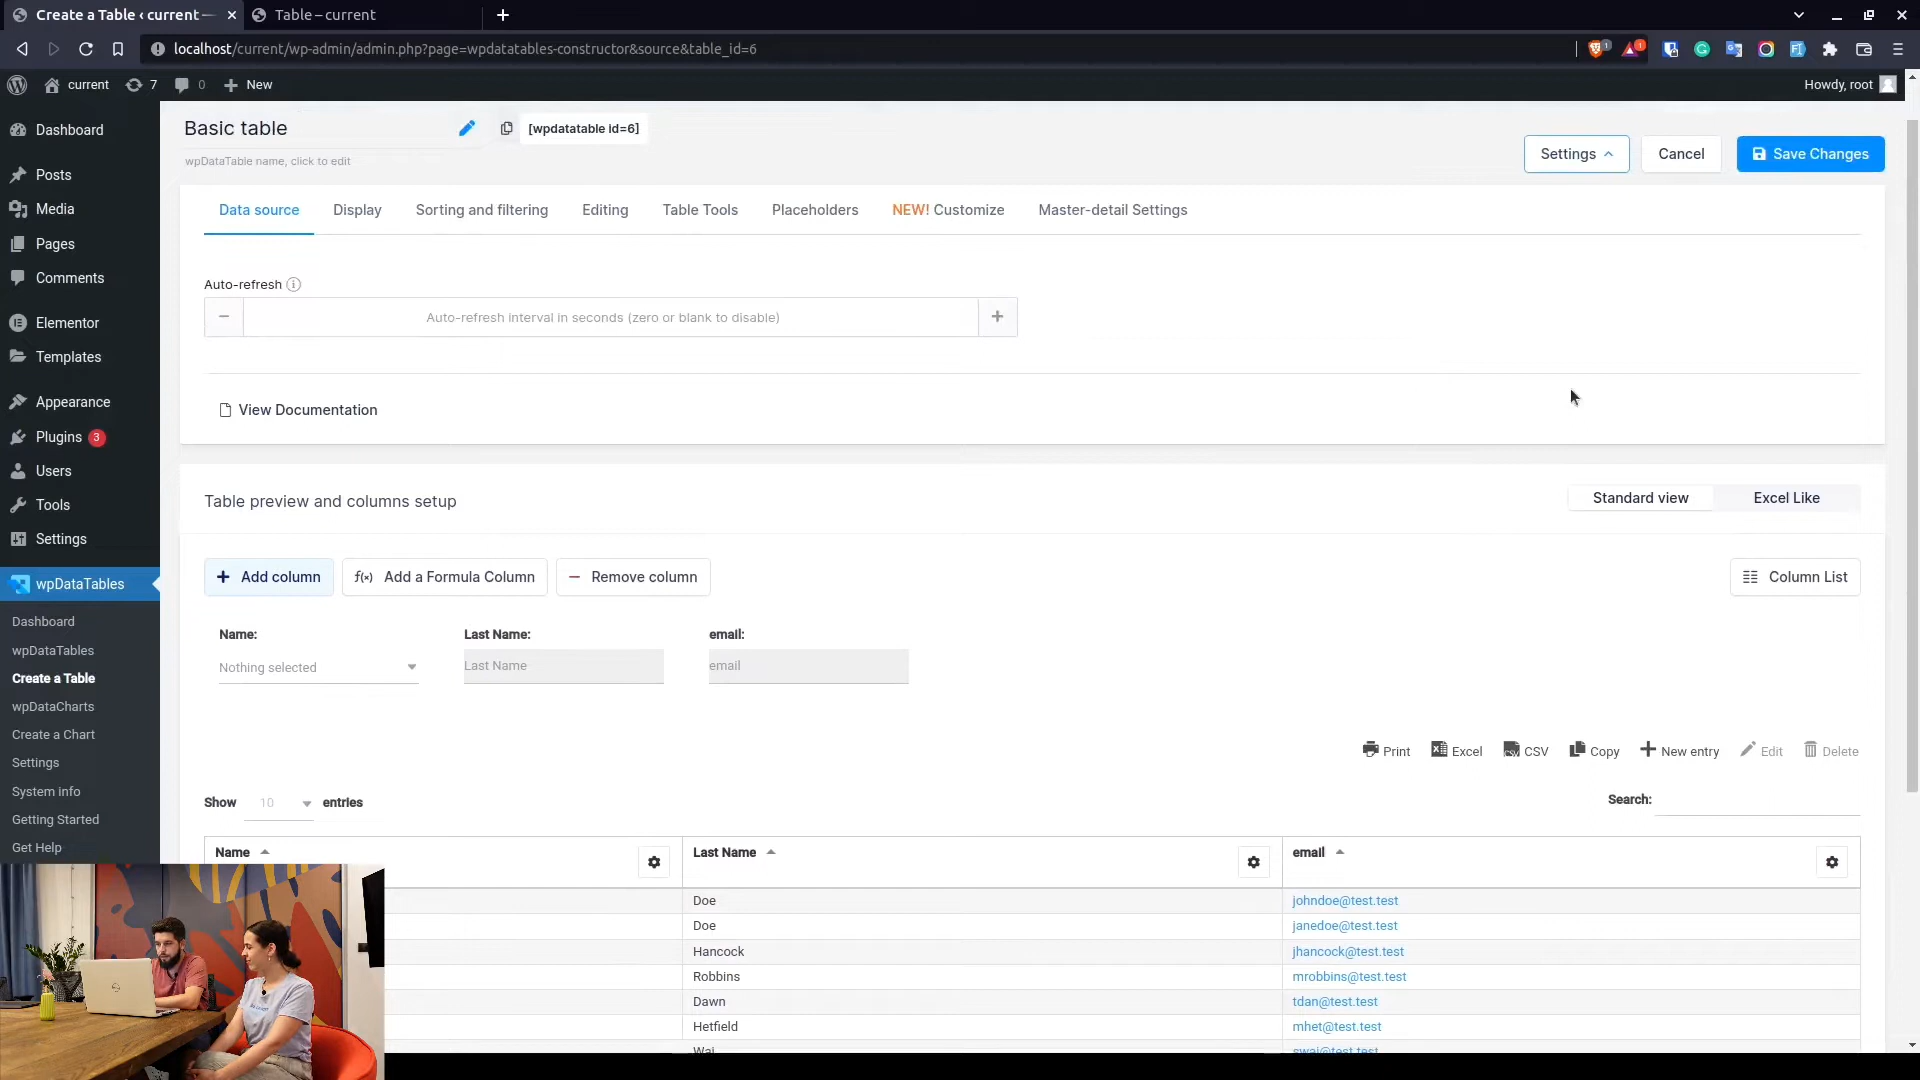 Create a Table ‹ current —
Table – current
localhost/current/wp-admin/admin.php?page=wpdatatables-constructor&source&table_id=6
1
1
current
7
0
New
Howdy, root
Dashboard
Posts
Media
Pages
Comments
Elementor
Templates
Appearance
Plugins 3
Users
Tools
Settings
wpDataTables
Dashboard
wpDataTables
Create a Table
wpDataCharts
Create a Chart
Settings
System info
Getting Started
Get Help
Basic table
[wpdatatable id=6]
wpDataTable name, click to edit
Settings
Cancel
Save Changes
Data source
Display
Sorting and filtering
Editing
Table Tools
Placeholders
NEW! Customize
Master-detail Settings
Auto-refresh
Auto-refresh interval in seconds (zero or blank to disable)
View Documentation
Table preview and columns setup
Standard view
Excel Like
Add column
f(x) Add a Formula Column
Remove column
Column List
Name:
Last Name:
email:
Nothing selected
Last Name
email
Print
Excel
CSV
Copy
New entry
Edit
Delete
Show 10 entries
Search:
Name
Last Name
email
Doe
johndoe@test.test
Doe
janedoe@test.test
Hancock
jhancock@test.test
Robbins
mrobbins@test.test
Dawn
tdan@test.test
Hetfield
mhet@test.test
Wai
swai@test.test